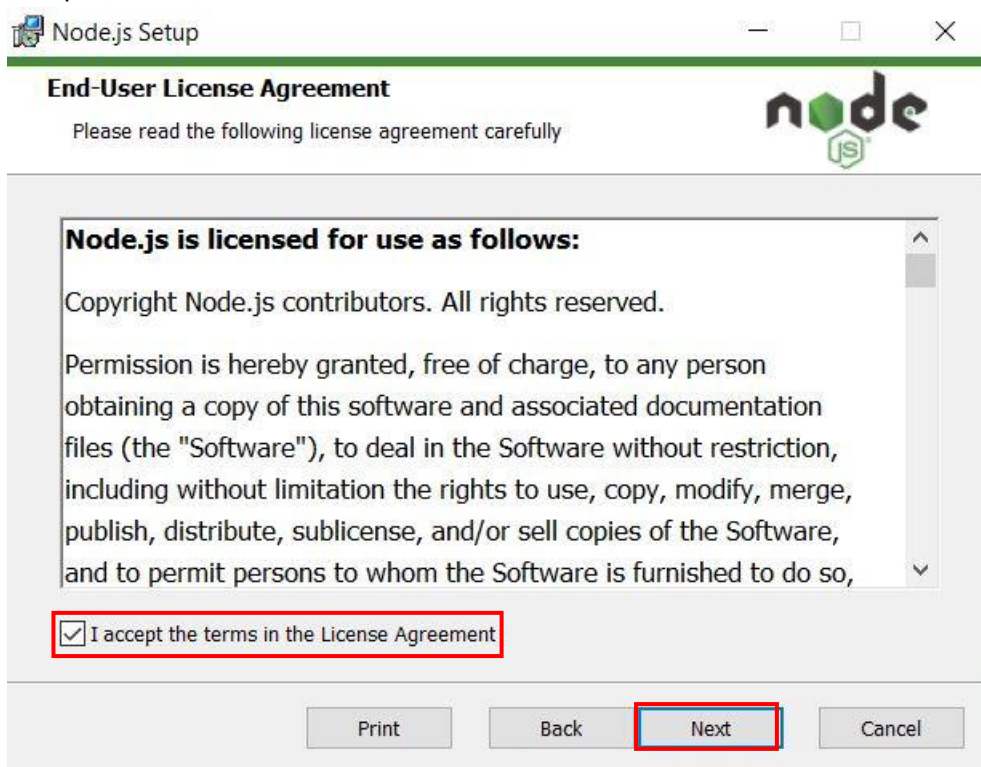 Node.js Setup
End-User License Agreement
Please read the following license agreement carefully
node
JS
Node.js is licensed for use as follows:
Copyright Node.js contributors. All rights reserved.
Permission is hereby granted, free of charge, to any person
obtaining a copy of this software and associated documentation
files (the "Software"), to deal in the Software without restriction,
including without limitation the rights to use, copy, modify, merge,
publish, distribute, sublicense, and/or sell copies of the Software,
and to permit persons to whom the Software is furnished to do so,
I accept the terms in the License Agreement
Print Back Next Cancel